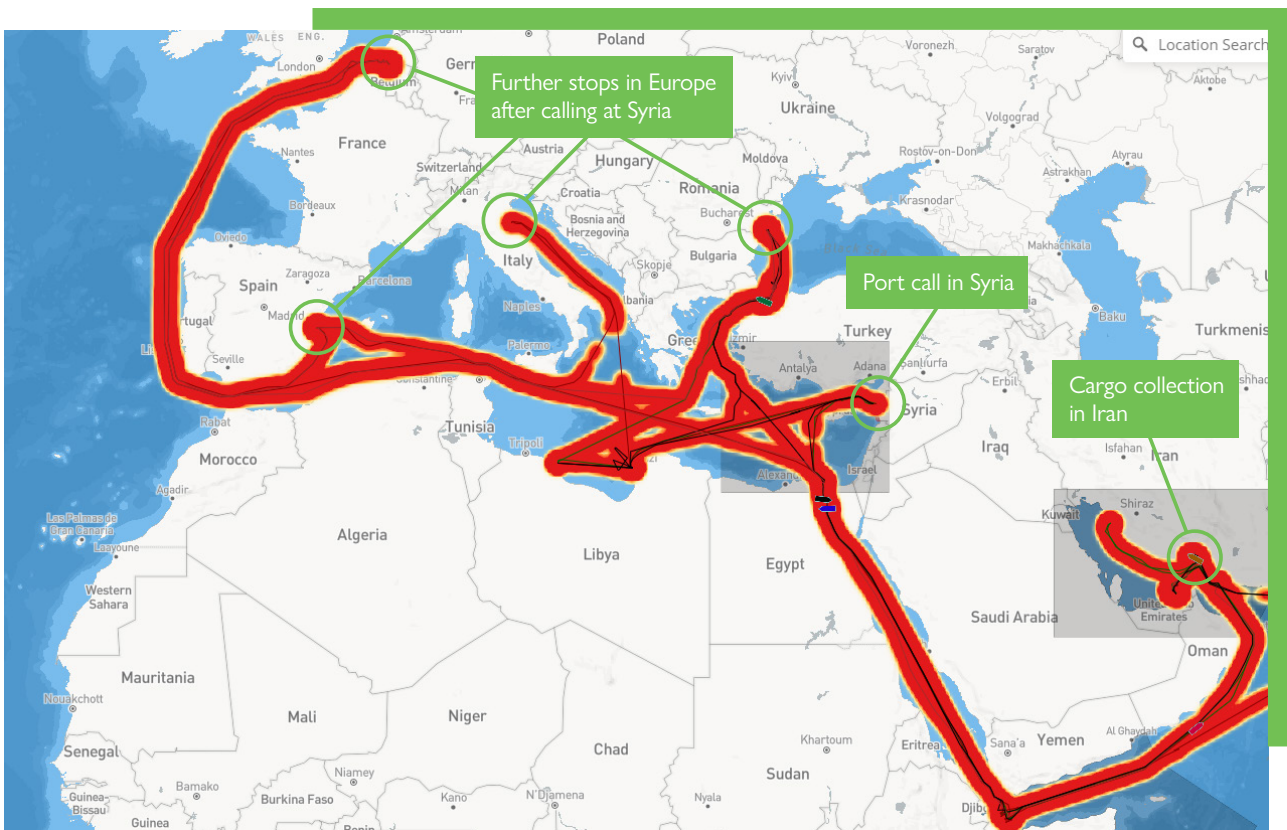 Amsterdam
WALES ENG.
London
Belgium
Poland
Voronezh
Saratov
Location Search
Aktobe
Kyiv
Ukraine
Volgograd
Further stops in Europe
after calling at Syria
France
Nantes
Switzerland
Austria
Hungary
Moldova
Rostov-on-Don
Astrakhan
Atyrau
Milan
Croatia
Romania
Krasnodar
Bordeaux
Bosnia and
Herzegovina
Bucharest
Makhachkala
Oviedo
Italy
Skopje
Bulgaria
Zaragoza
Barcelona
Spain
Madrid
Naples
Port call in Syria
Baku
Turkmenis
Turkey
Palermo
Seville
Antalya
Adana
Şanlıurfa
Constantine
Erbil
Cargo collection
in Iran
Syria
Rabat
Tunisia
Tripoli
Iraq
Isfahan
Iran
Morocco
Israel
Agadir
Kuwait
Shiraz
Las Palmas de
Gran Canaria
Laayoune
Algeria
Libya
Egypt
Western
Sahara
Saudi Arabia
Emirates
Oman
Mauritania
Nouakchott
Mali
Niger
Chad
Khartoum
Sudan
Eritrea
Sana'a
Yemen
Al Ghaydah
Senegal
Bamako
Niamey
Guinea-
Bissau
Guinea
Burkina Faso
Kano
N'Djamena
Nyala